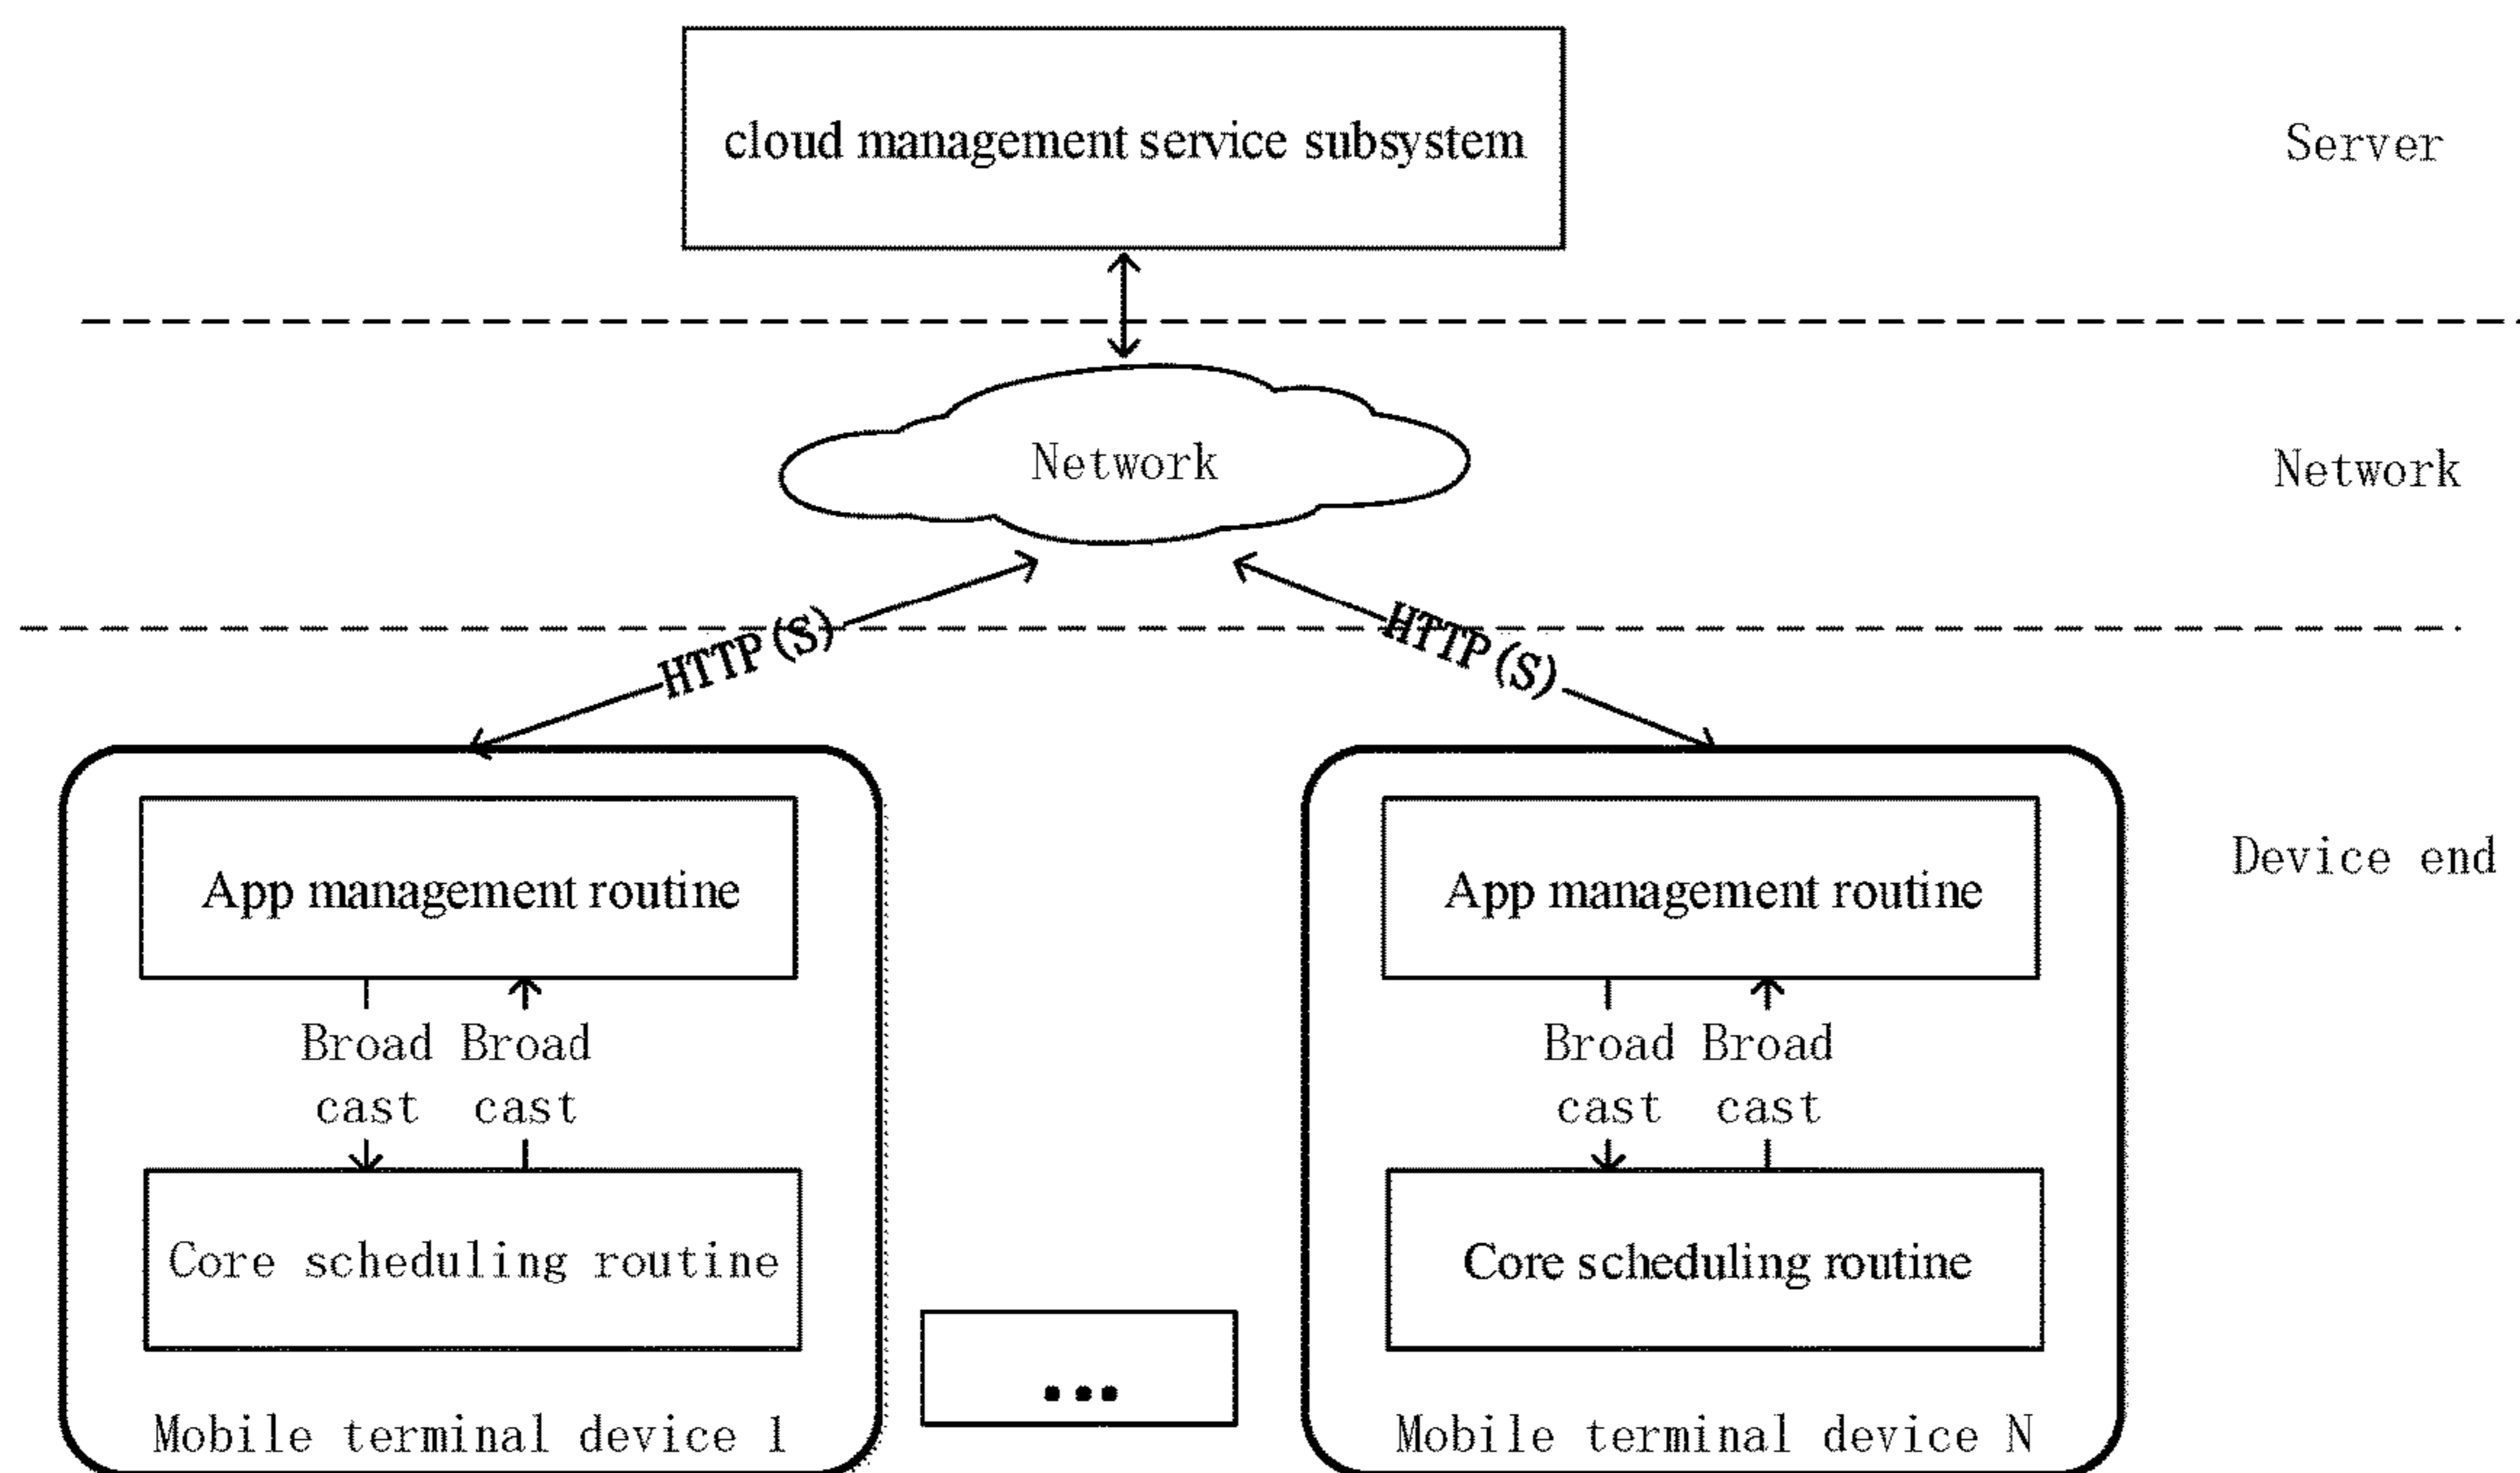 cloud management service subsystem
Server
Network
Network
HTTP(S)
HTTP(S)
App management routine
App management routine
Device end
Broad Broad
cast cast
Broad Broad
cast cast
Core scheduling routine
Core scheduling routine
...
Mobile terminal device 1
Mobile terminal device N